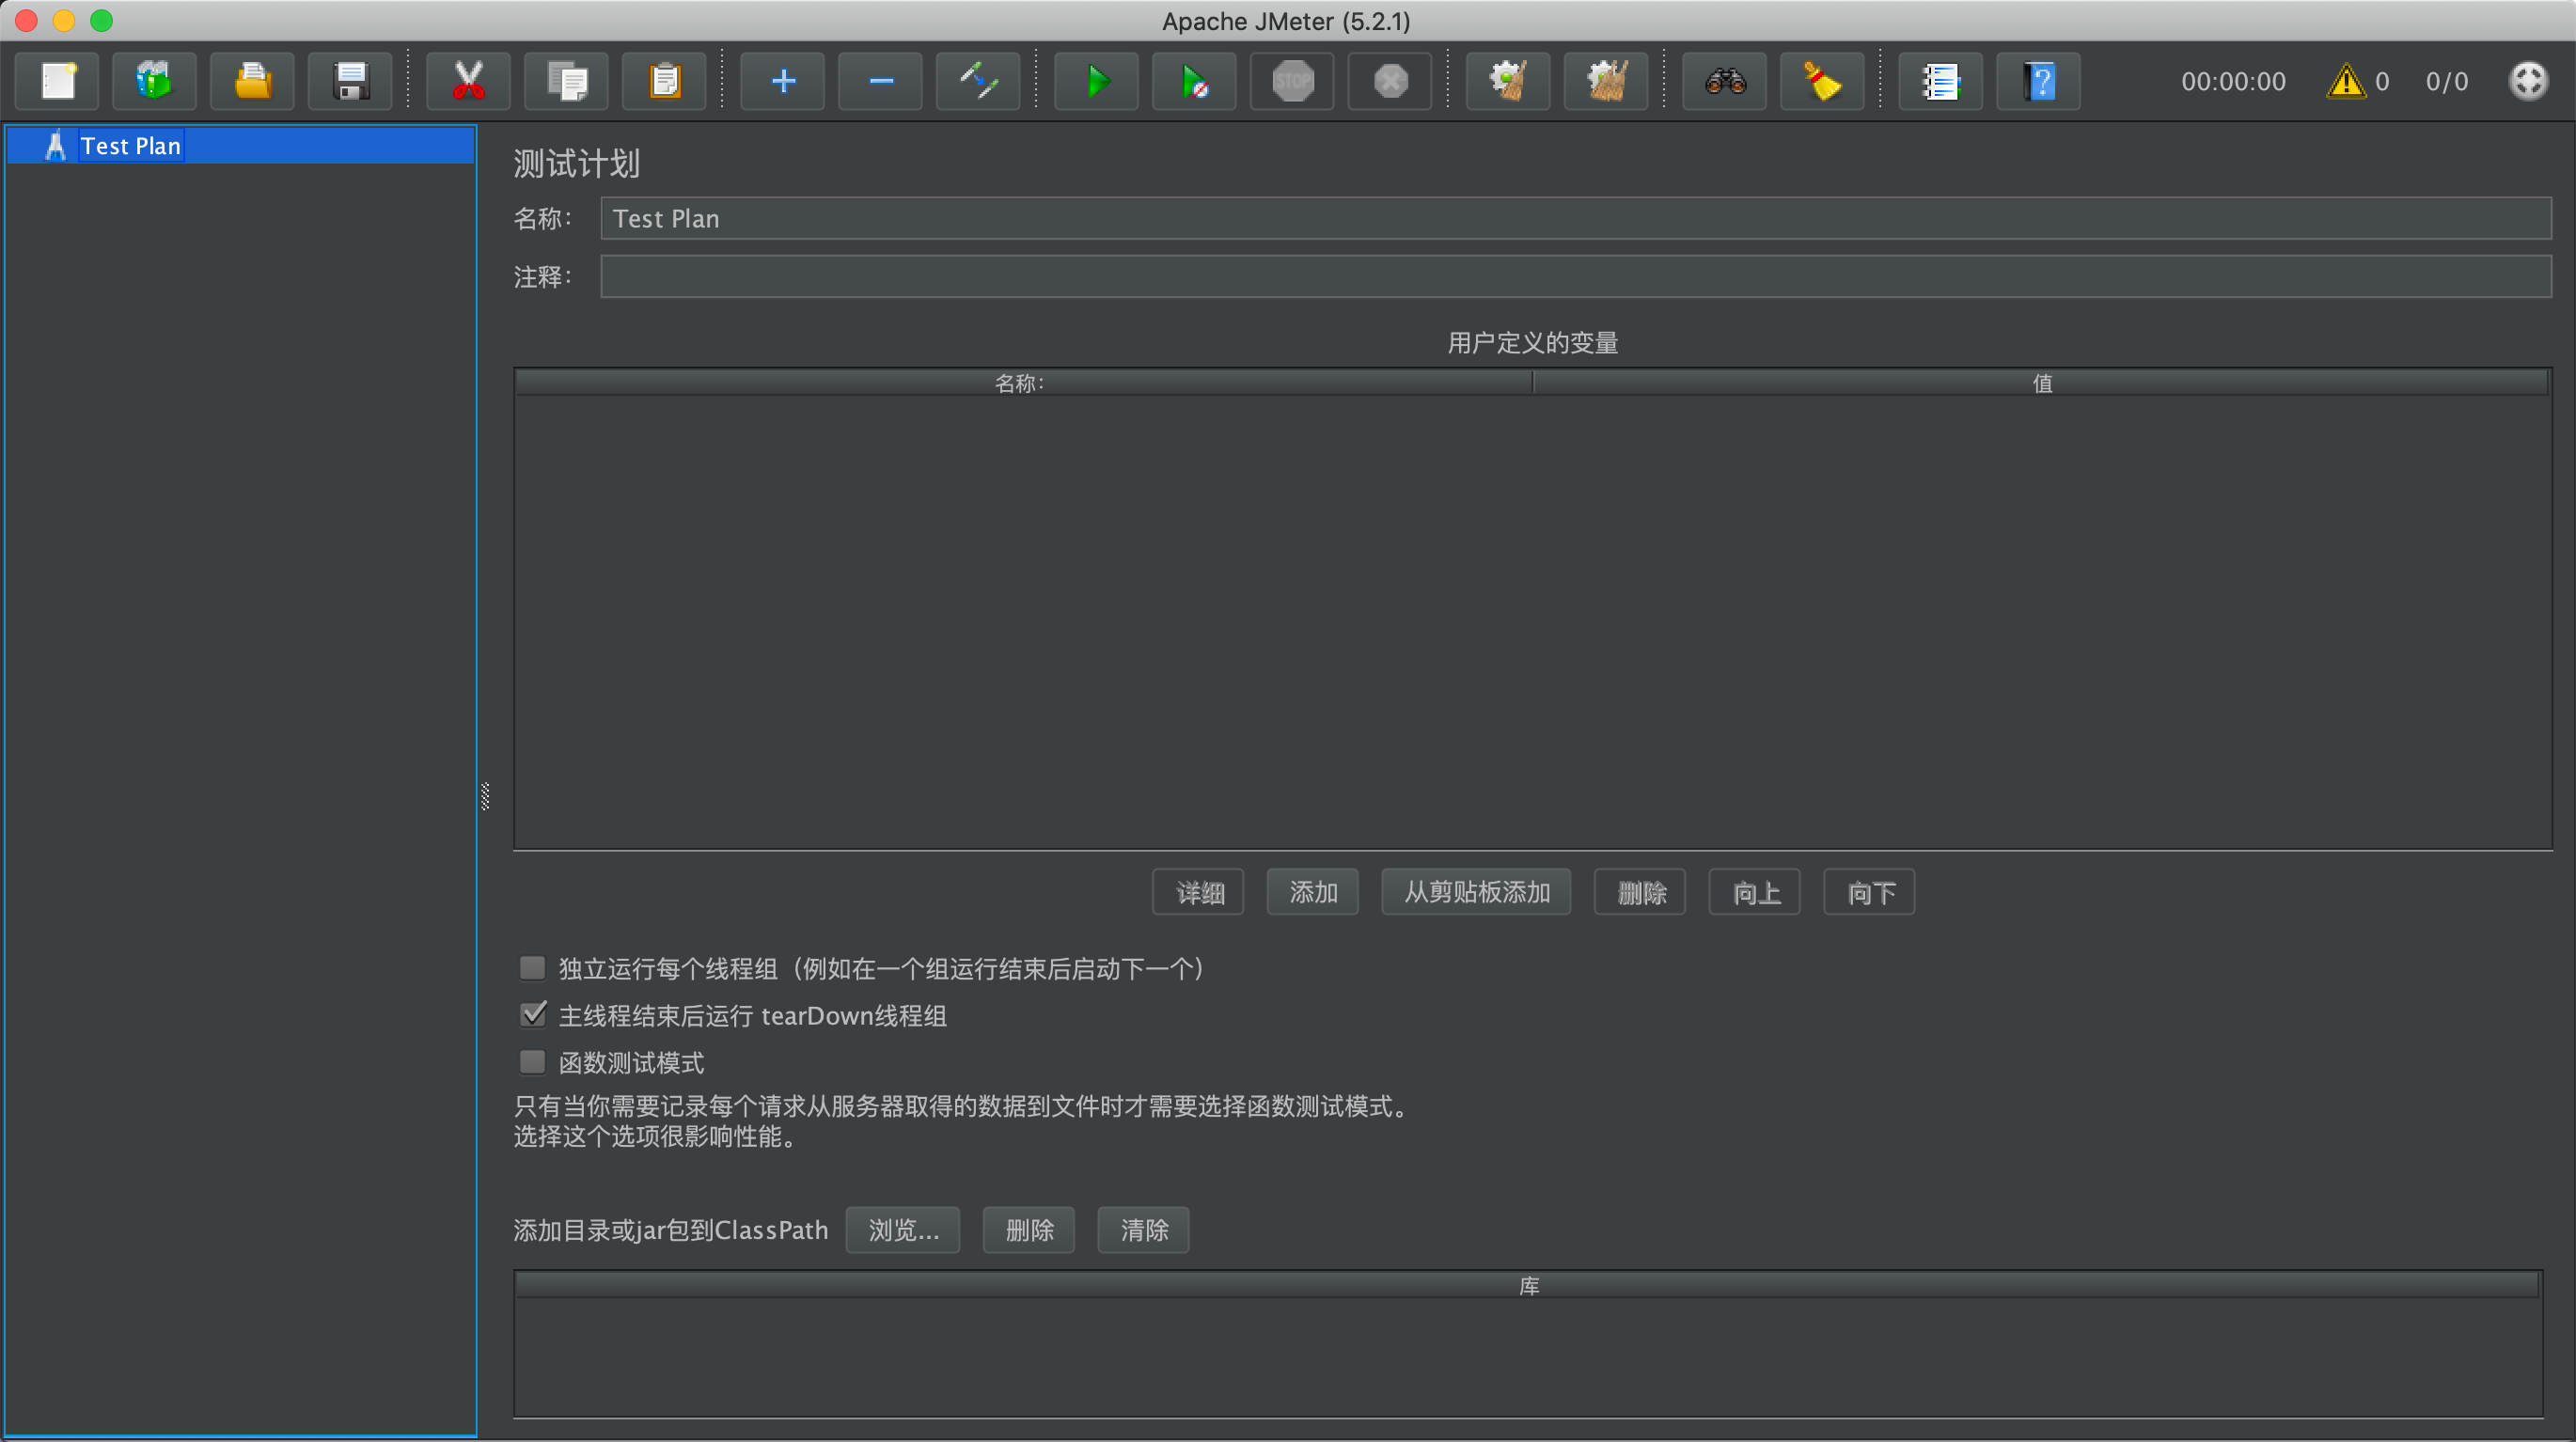 Apache JMeter (5.2.1)
STOP
00:00:00
0
0/0
Test Plan
测试计划
名称：
Test Plan
注释：
用户定义的变量
名称：
值
详细
添加
从剪贴板添加
删除
向上
向下
独立运行每个线程组（例如在一个组运行结束后启动下一个）
主线程结束后运行 tearDown线程组
函数测试模式
只有当你需要记录每个请求从服务器取得的数据到文件时才需要选择函数测试模式。
选择这个选项很影响性能。
添加目录或jar包到ClassPath
浏览...
删除
清除
库